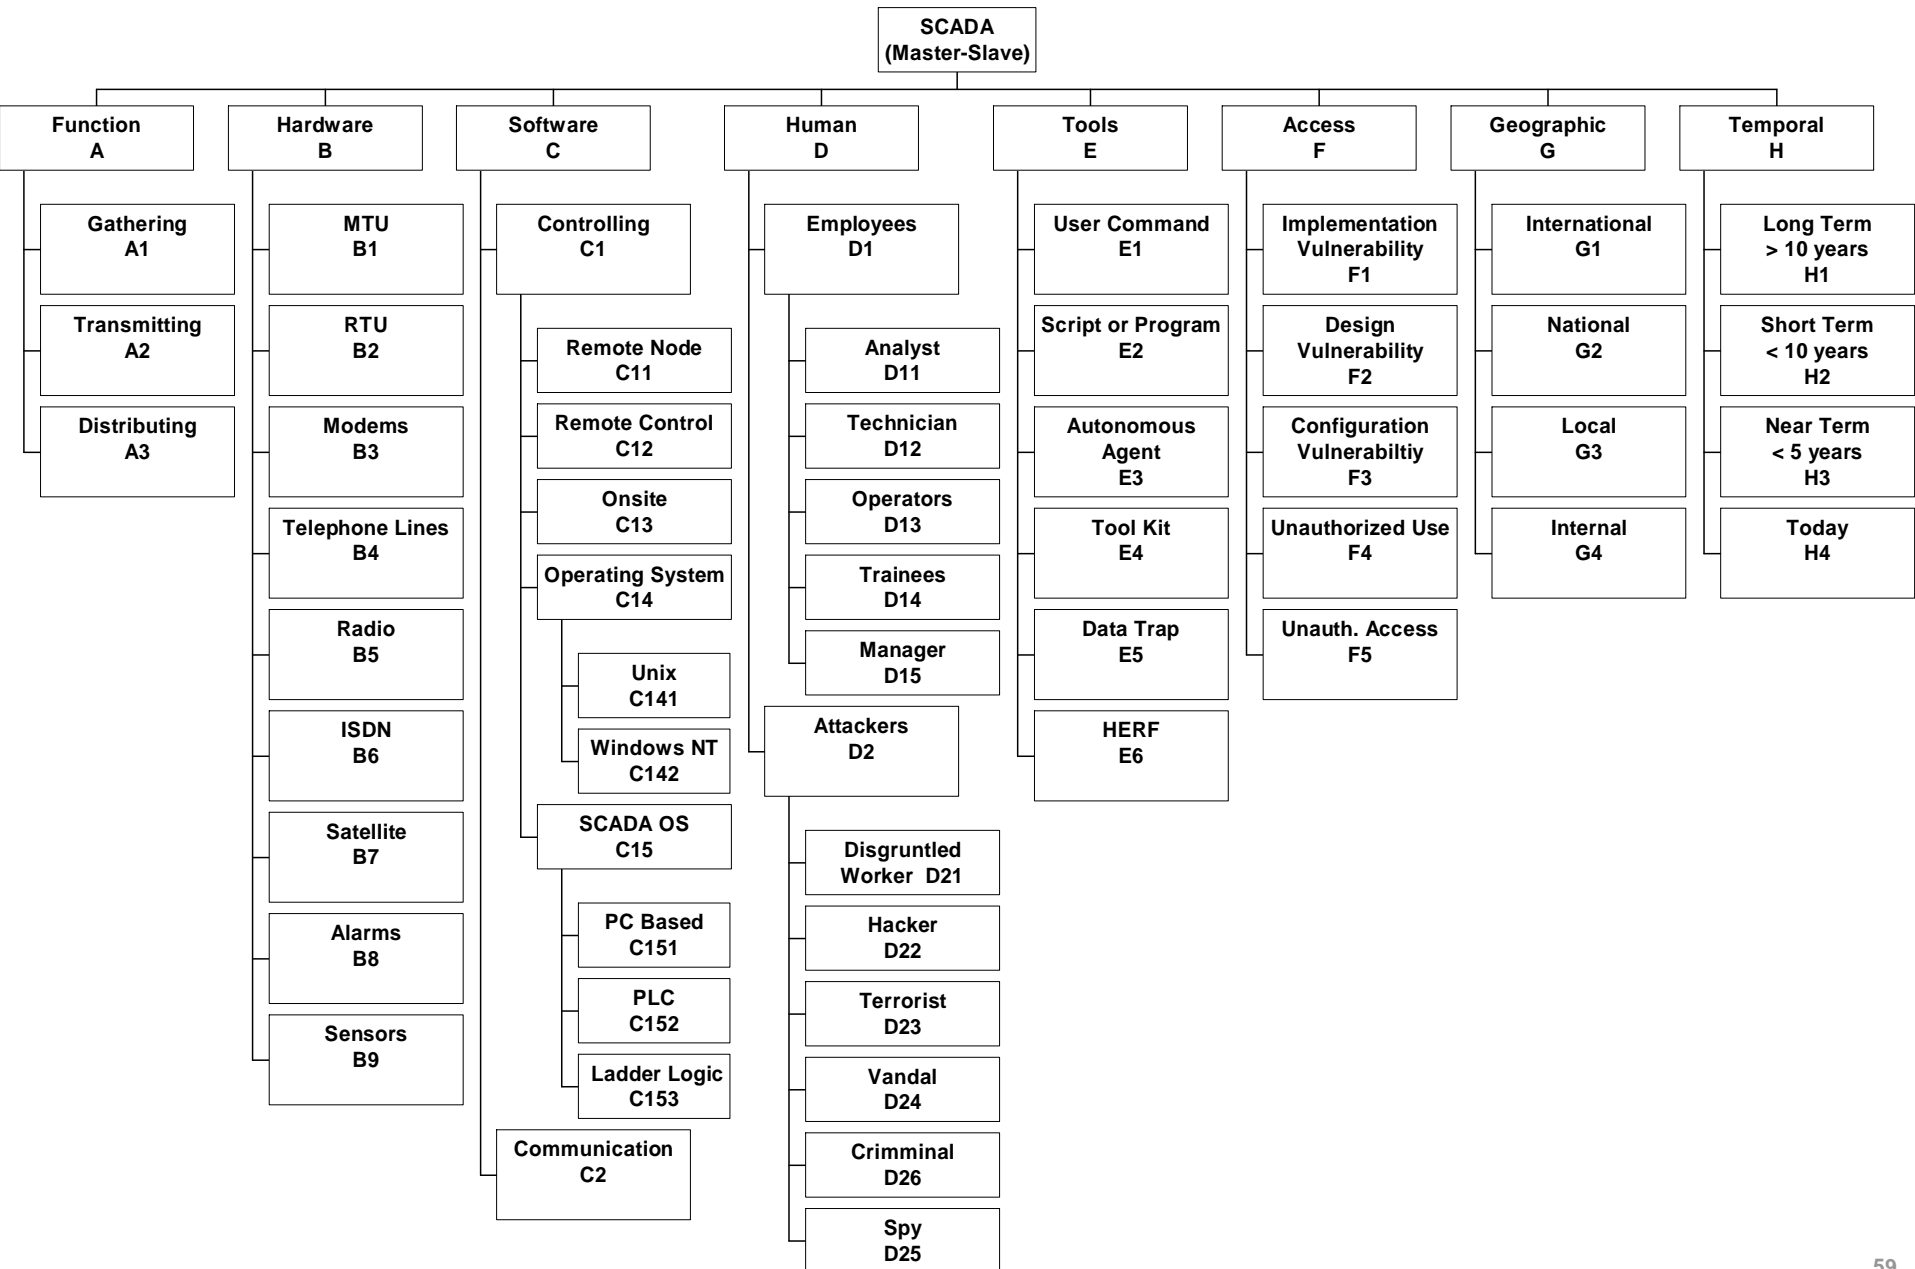 SCADA
(Master-Slave)
Function
A
Hardware
B
Software
C
Human
D
Tools
E
Access
F
Geographic
G
Temporal
H
Gathering
A1
Transmitting
A2
Distributing
A3
MTU
B1
RTU
B2
Modems
B3
Telephone Lines
B4
Radio
B5
ISDN
B6
Satellite
B7
Alarms
B8
Sensors
B9
Controlling
C1
Remote Node
C11
Remote Control
C12
Onsite
C13
Operating System
C14
Unix
C141
Windows NT
C142
SCADA OS
C15
PC Based
C151
PLC
C152
Ladder Logic
C153
Communication
C2
Employees
D1
Analyst
D11
Technician
D12
Operators
D13
Trainees
D14
Manager
D15
Attackers
D2
Disgruntled
Worker D21
Hacker
D22
Terrorist
D23
Vandal
D24
Crimminal
D26
Spy
D25
User Command
E1
Script or Program
E2
Autonomous
Agent
E3
Tool Kit
E4
Data Trap
E5
HERF
E6
Implementation
Vulnerability
F1
Design
Vulnerability
F2
Configuration
Vulnerabiltiy
F3
Unauthorized Use
F4
Unauth. Access
F5
International
G1
National
G2
Local
G3
Internal
G4
Long Term
> 10 years
H1
Short Term
< 10 years
H2
Near Term
< 5 years
H3
Today
H4
59